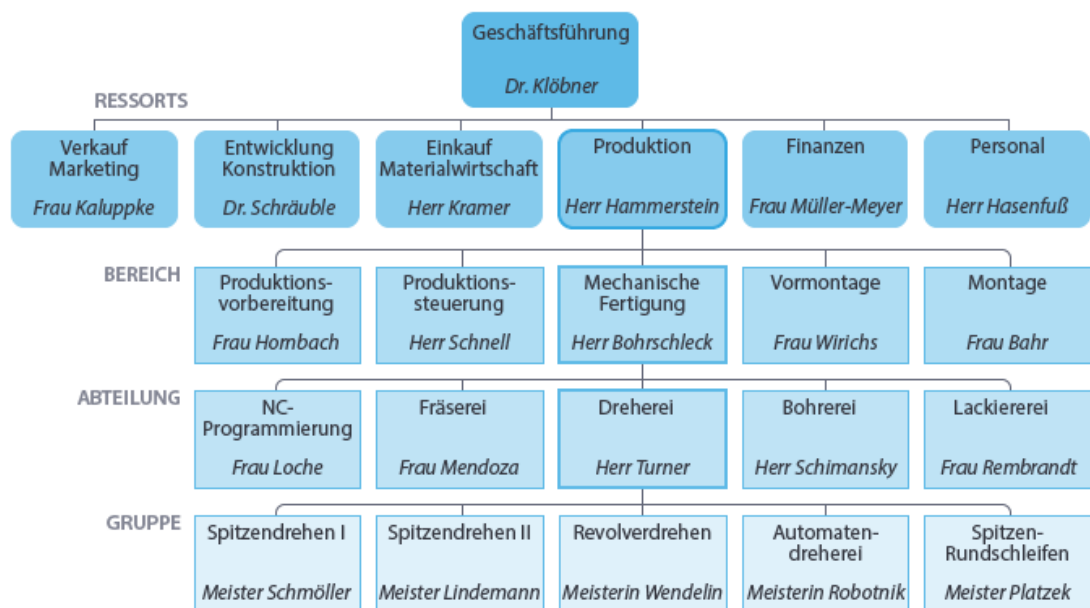 Geschäftsführung
Dr. Klöbner
RESSORTS
Verkauf
Marketing
Frau Kaluppke
Entwicklung
Konstruktion
Dr. Schräuble
Einkauf
Materialwirtschaft
Herr Kramer
Produktion
Herr Hammerstein
Finanzen
Frau Müller-Meyer
Personal
Herr Hasenfuß
BEREICH
Produktions-
vorbereitung
Frau Hornbach
Produktions-
steuerung
Herr Schnell
Mechanische
Fertigung
Herr Bohrschleck
Vormontage
Frau Wirichs
Montage
Frau Bahr
ABTEILUNG
NC-
Programmierung
Frau Loche
Fräserei
Frau Mendoza
Dreherei
Herr Turner
Bohrerei
Herr Schimansky
Lackiererei
Frau Rembrandt
GRUPPE
Spitzendrehen I
Meister Schmöller
Spitzendrehen II
Meister Lindemann
Revolverdrehen
Meisterin Wendelin
Automaten-
dreherei
Meisterin Robotnik
Spitzen-
Rundschleifen
Meister Platzek